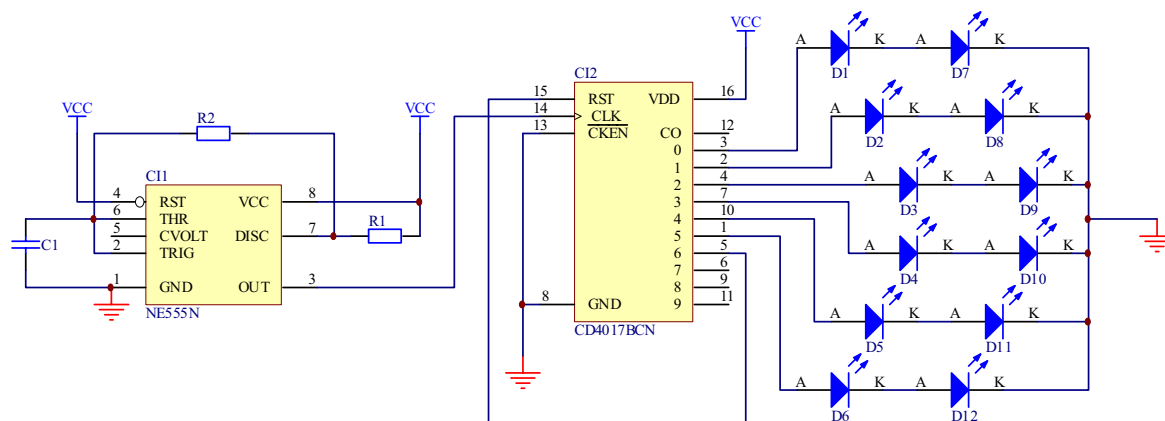 VCC
VCC
R2
CI1
4 RST VCC 8
6 THR
5 CVOLT DISC 7
2 TRIG
1 GND OUT 3
NE555N
C1
R1
VCC
CI2
15 RST VDD 16
14 CLK
13 CKEN CO 12
0 3
1 2
2 4
3 7
4 10
5 1
6 5
7 6
8 9
8 GND 9 11
CD4017BCN
A K A K
D1 D7
A K A K
D2 D8
A K A K
D3 D9
A K A K
D4 D10
A K A K
D5 D11
A K A K
D6 D12